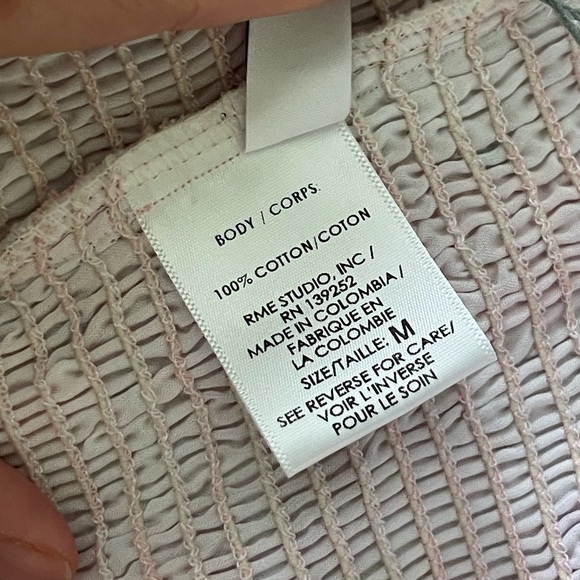 BODY / CORPS:
100% COTTON/COTON
RME STUDIO, INC /
RN 139252
MADE IN COLOMBIA /
FABRIQUE EN
LA COLOMBIE
SIZE/TAILLE: M
SEE REVERSE FOR CARE/
VOIR L'INVERSE
POUR LE SOIN